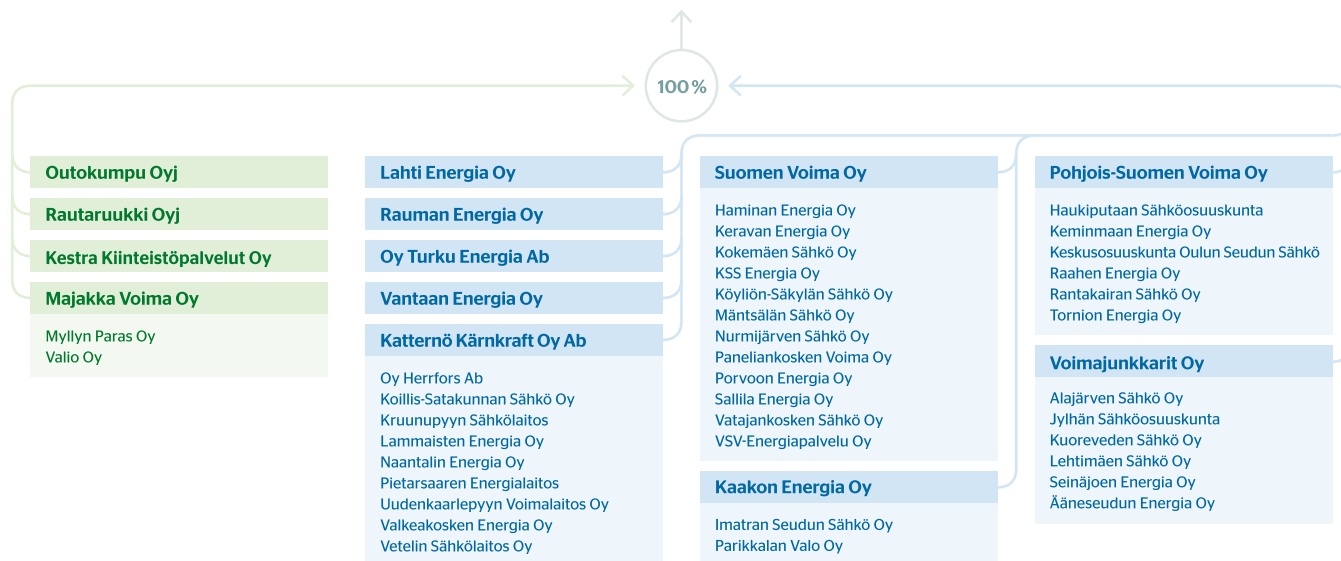 100 %
Outokumpu Oyj
Rautaruukki Oyj
Kestra Kiinteistöpalvelut Oy
Majakka Voima Oy
Myllyn Paras Oy
Valio Oy
Lahti Energia Oy
Rauman Energia Oy
Oy Turku Energia Ab
Vantaan Energia Oy
Katternö Kärnkraft Oy Ab
Oy Herrfors Ab
Koillis-Satakunnan Sähkö Oy
Kruunupyyn Sähkölaitos
Lammaisten Energia Oy
Naantalin Energia Oy
Pietarsaaren Energialaitos
Uudenkaarlepyyn Voimalaitos Oy
Valkeakosken Energia Oy
Vetelin Sähkölaitos Oy
Suomen Voima Oy
Haminan Energia Oy
Keravan Energia Oy
Kokemäen Sähkö Oy
KSS Energia Oy
Köyliön-Säkylän Sähkö Oy
Mäntsälän Sähkö Oy
Nurmijärven Sähkö Oy
Paneliankosken Voima Oy
Porvoon Energia Oy
Sallila Energia Oy
Vatajankosken Sähkö Oy
VSV-Energiapalvelu Oy
Kaakon Energia Oy
Imatran Seudun Sähkö Oy
Parikkalan Valo Oy
Pohjois-Suomen Voima Oy
Haukiputaan Sähköosuuskunta
Keminmaan Energia Oy
Keskusosuuskunta Oulun Seudun Sähkö
Raahen Energia Oy
Rantakairan Sähkö Oy
Tornion Energia Oy
Voimajunkkarit Oy
Alajärven Sähkö Oy
Jylhän Sähköosuuskunta
Kuoreveden Sähkö Oy
Lehtimäen Sähkö Oy
Seinäjoen Energia Oy
Ääneseudun Energia Oy